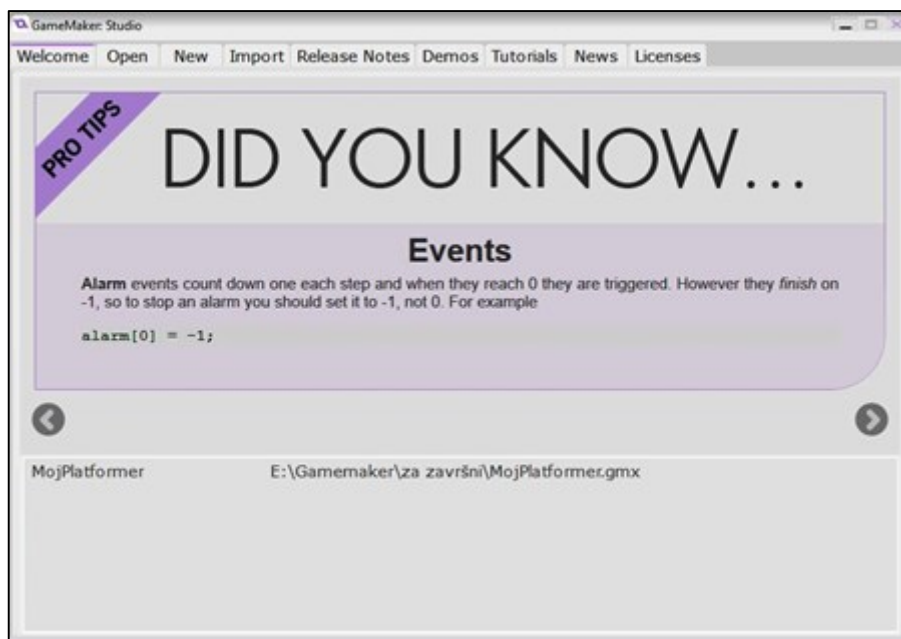 GameMaker: Studio
Welcome Open New Import Release Notes Demos Tutorials News Licenses
PRO TIPS
DID YOU KNOW...
Events
Alarm events count down one each step and when they reach 0 they are triggered. However they finish on
-1, so to stop an alarm you should set it to -1, not 0. For example
alarm[0] = -1;
MojPlatformer E:\Gamemaker\za završni\MojPlatformer.gmx